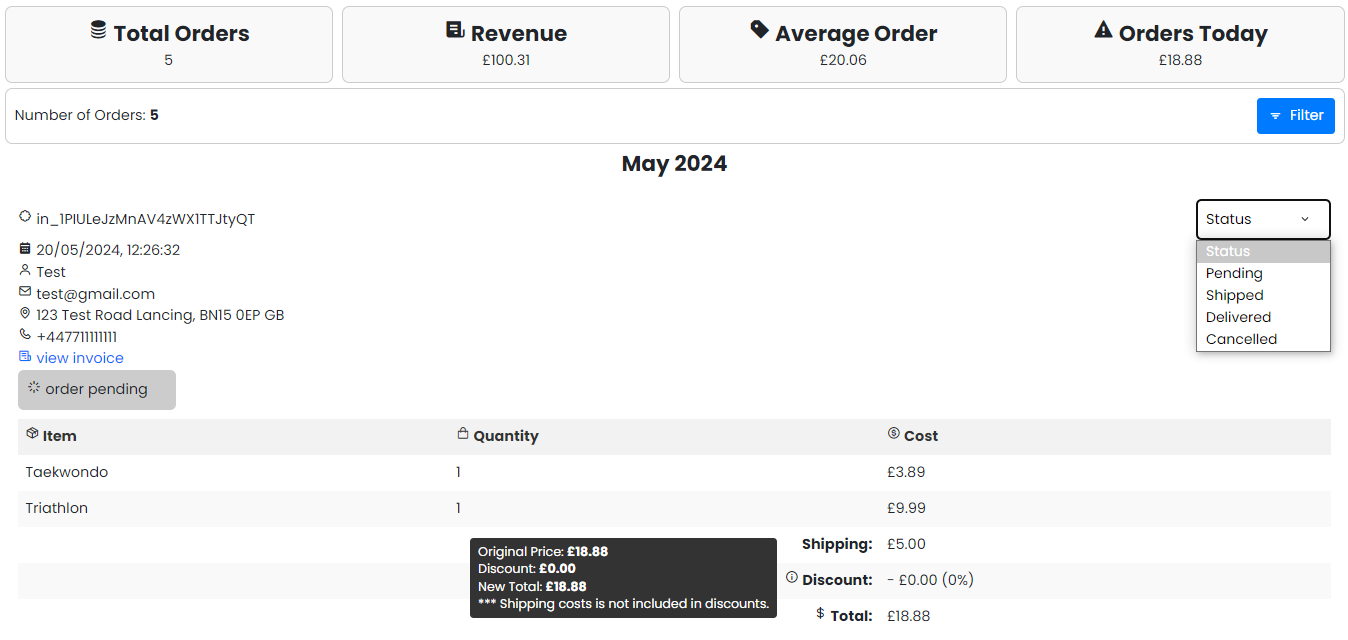 Total Orders
5
Revenue
£100.31
Average Order
£20.06
Orders Today
£18.88
Number of Orders: 5
Filter
May 2024
in_1PIULeJzMnAV4zWX1TTJtyQT
20/05/2024, 12:26:32
Test
test@gmail.com
123 Test Road Lancing, BN15 0EP GB
+447711111111
view invoice
order pending
Status
Status
Pending
Shipped
Delivered
Cancelled
Item Quantity Cost
Taekwondo 1 £3.89
Triathlon 1 £9.99
Shipping: £5.00
Discount: - £0.00 (0%)
Total: £18.88
Original Price: £18.88
Discount: £0.00
New Total: £18.88
*** Shipping costs is not included in discounts.